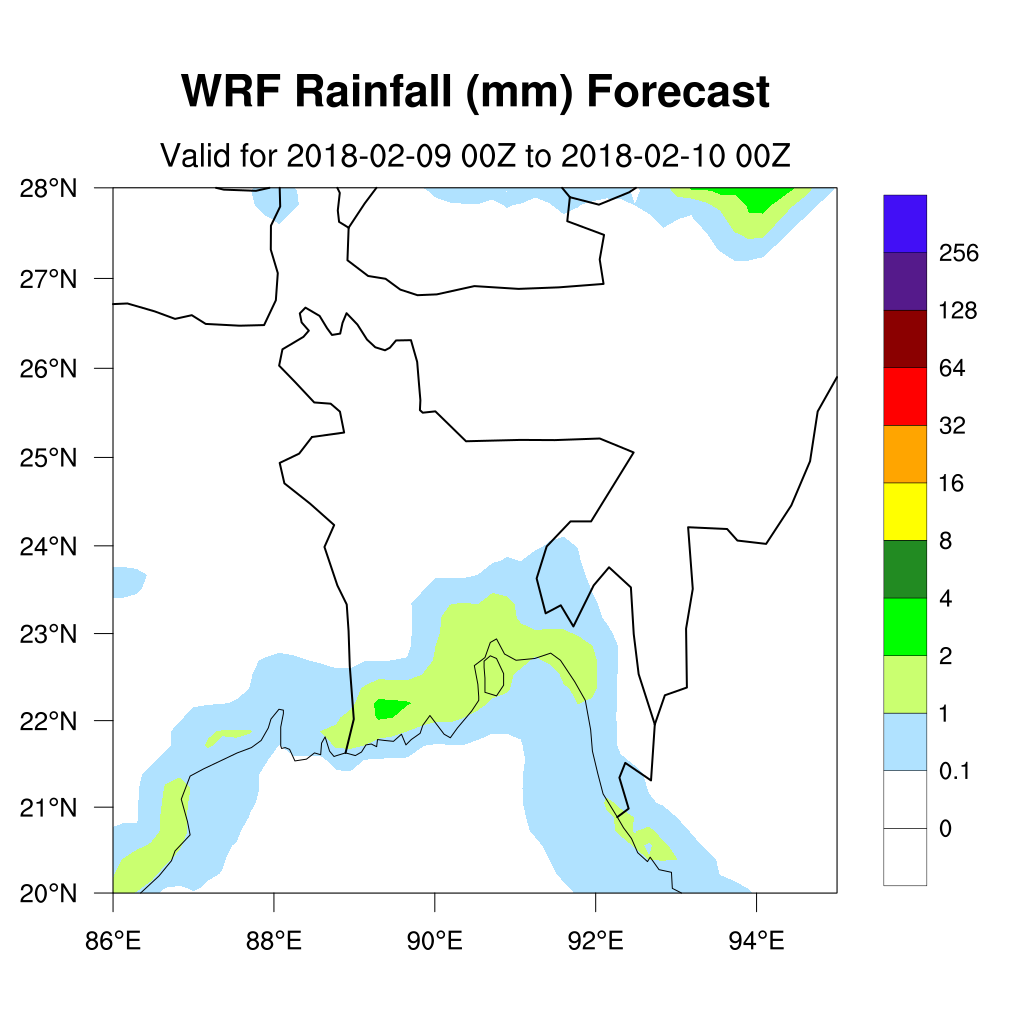 WRF Rainfall (mm) Forecast
Valid for 2018-02-09 00Z to 2018-02-10 00Z
28°N
27°N
26°N
25°N
24°N
23°N
22°N
21°N
20°N
86°E
88°E
90°E
92°E
94°E
256
128
64
32
16
8
4
2
1
0.1
0